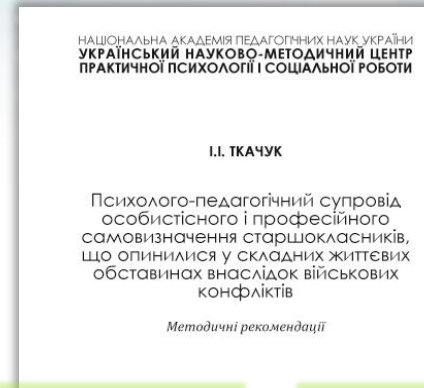 НАЦІОНАЛЬНА АКАДЕМІЯ ПЕДАГОГІЧНИХ НАУК УКРАЇНИ
УКРАЇНСЬКИЙ НАУКОВО-МЕТОДИЧНИЙ ЦЕНТР
ПРАКТИЧНОЇ ПСИХОЛОГІЇ І СОЦІАЛЬНОЇ РОБОТИ
І.І. ТКАЧУК
Психолого-педагогічний супровід
особистісного і професійного
самовизначення старшокласників,
що опинилися у складних життєвих
обставинах внаслідок військових
конфліктів
Методичні рекомендації